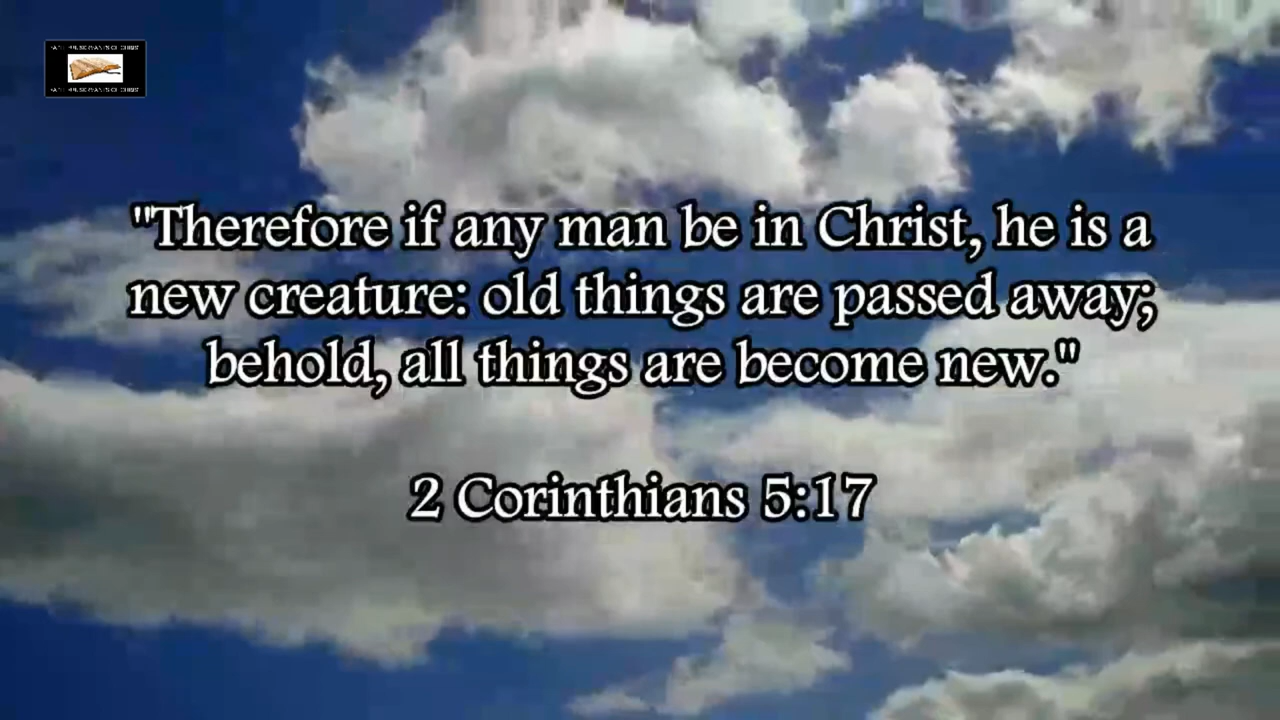 "Therefore if any man be in Christ, he is a
new creature: old things are passed away;
behold, all things are become new."
2 Corinthians 5:17